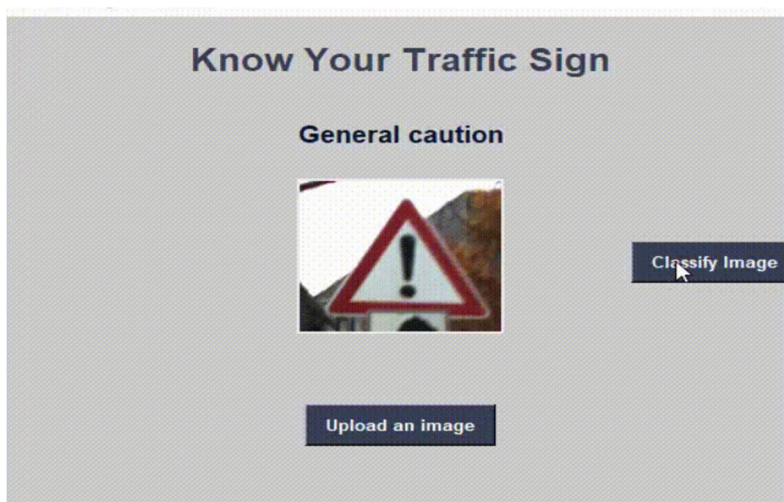 Know Your Traffic Sign
General caution
Classify Image
Upload an image